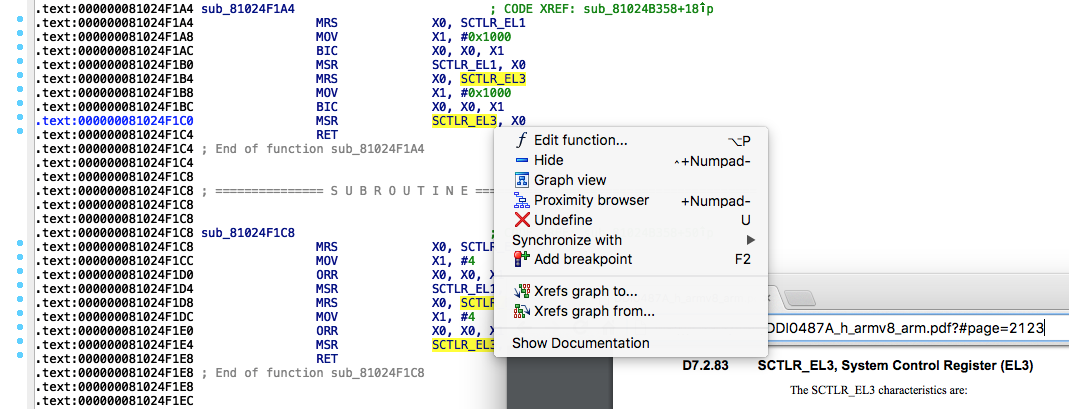 .text:000000081024F1A4 sub_81024F1A4 ; CODE XREF: sub_81024B358+18↑p
.text:000000081024F1A4 MRS X0, SCTLR_EL1
.text:000000081024F1A8 MOV X1, #0x1000
.text:000000081024F1AC BIC X0, X0, X1
.text:000000081024F1B0 MSR SCTLR_EL1, X0
.text:000000081024F1B4 MRS X0, SCTLR_EL3
.text:000000081024F1B8 MOV X1, #0x1000
.text:000000081024F1BC BIC X0, X0, X1
.text:000000081024F1C0 MSR SCTLR_EL3, X0
.text:000000081024F1C4 RET
.text:000000081024F1C4 ; End of function sub_81024F1A4
.text:000000081024F1C4
.text:000000081024F1C8
.text:000000081024F1C8 ; =============== S U B R O U T I N E ===
.text:000000081024F1C8
.text:000000081024F1C8
.text:000000081024F1C8 sub_81024F1C8 ;
.text:000000081024F1C8 MRS X0, SCTL
.text:000000081024F1CC MOV X1, #4
.text:000000081024F1D0 ORR X0, X0,
.text:000000081024F1D4 MSR SCTLR_EL1
.text:000000081024F1D8 MRS X0, SCTL
.text:000000081024F1DC MOV X1, #4
.text:000000081024F1E0 ORR X0, X0,
.text:000000081024F1E4 MSR SCTLR_EL3
.text:000000081024F1E8 RET
.text:000000081024F1E8 ; End of function sub_81024F1C8
.text:000000081024F1E8
.text:000000081024F1EC
Edit function... ⌥P
Hide ⌃+Numpad-
Graph view
Proximity browser +Numpad-
Undefine U
Synchronize with
Add breakpoint F2
Xrefs graph to...
Xrefs graph from...
Show Documentation
DDI0487A_h_armv8_arm.pdf?#page=2123
D7.2.83 SCTLR_EL3, System Control Register (EL3)
The SCTLR_EL3 characteristics are: